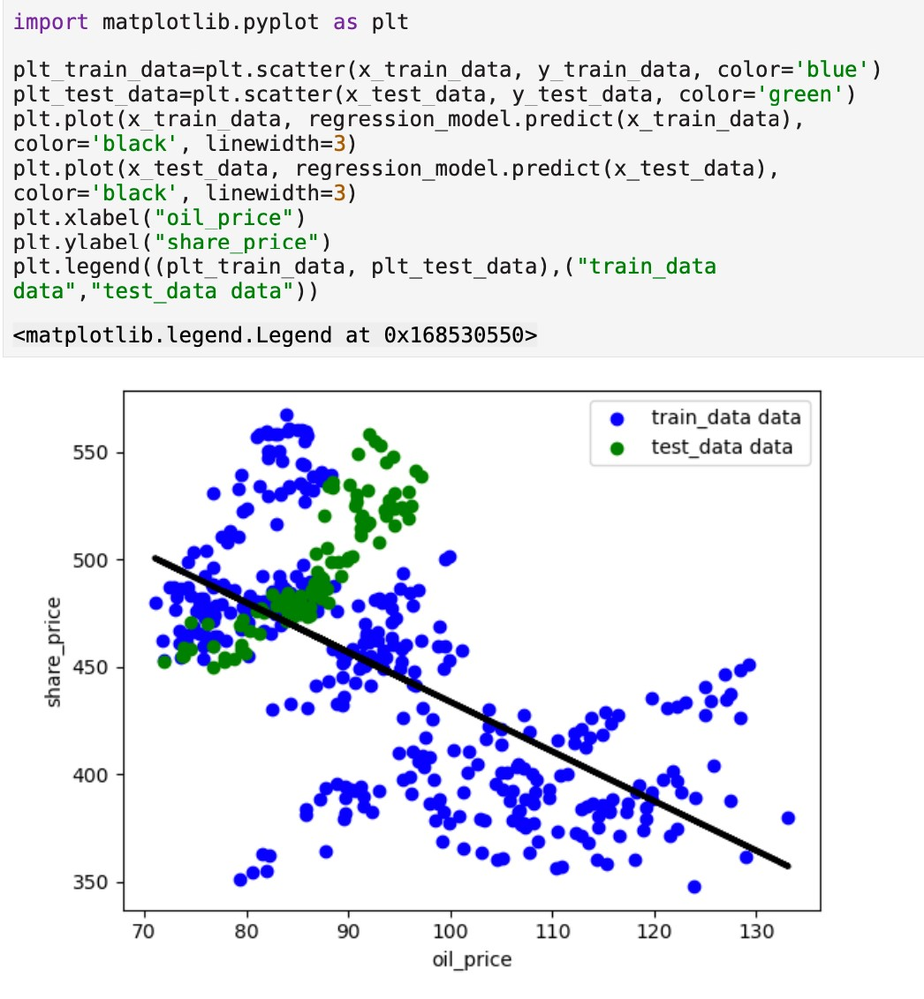 import matplotlib.pyplot as plt
plt_train_data=plt.scatter(x_train_data, y_train_data, color='blue')
plt_test_data=plt.scatter(x_test_data, y_test_data, color='green')
plt.plot(x_train_data, regression_model.predict(x_train_data),
color='black', linewidth=3)
plt.plot(x_test_data, regression_model.predict(x_test_data),
color='black', linewidth=3)
plt.xlabel("oil_price")
plt.ylabel("share_price")
plt.legend((plt_train_data, plt_test_data),("train_data
data","test_data data"))
<matplotlib.legend.Legend at 0x168530550>
train_data data
test_data data
550
500
450
400
350
share_price
70 80 90 100 110 120 130
oil_price